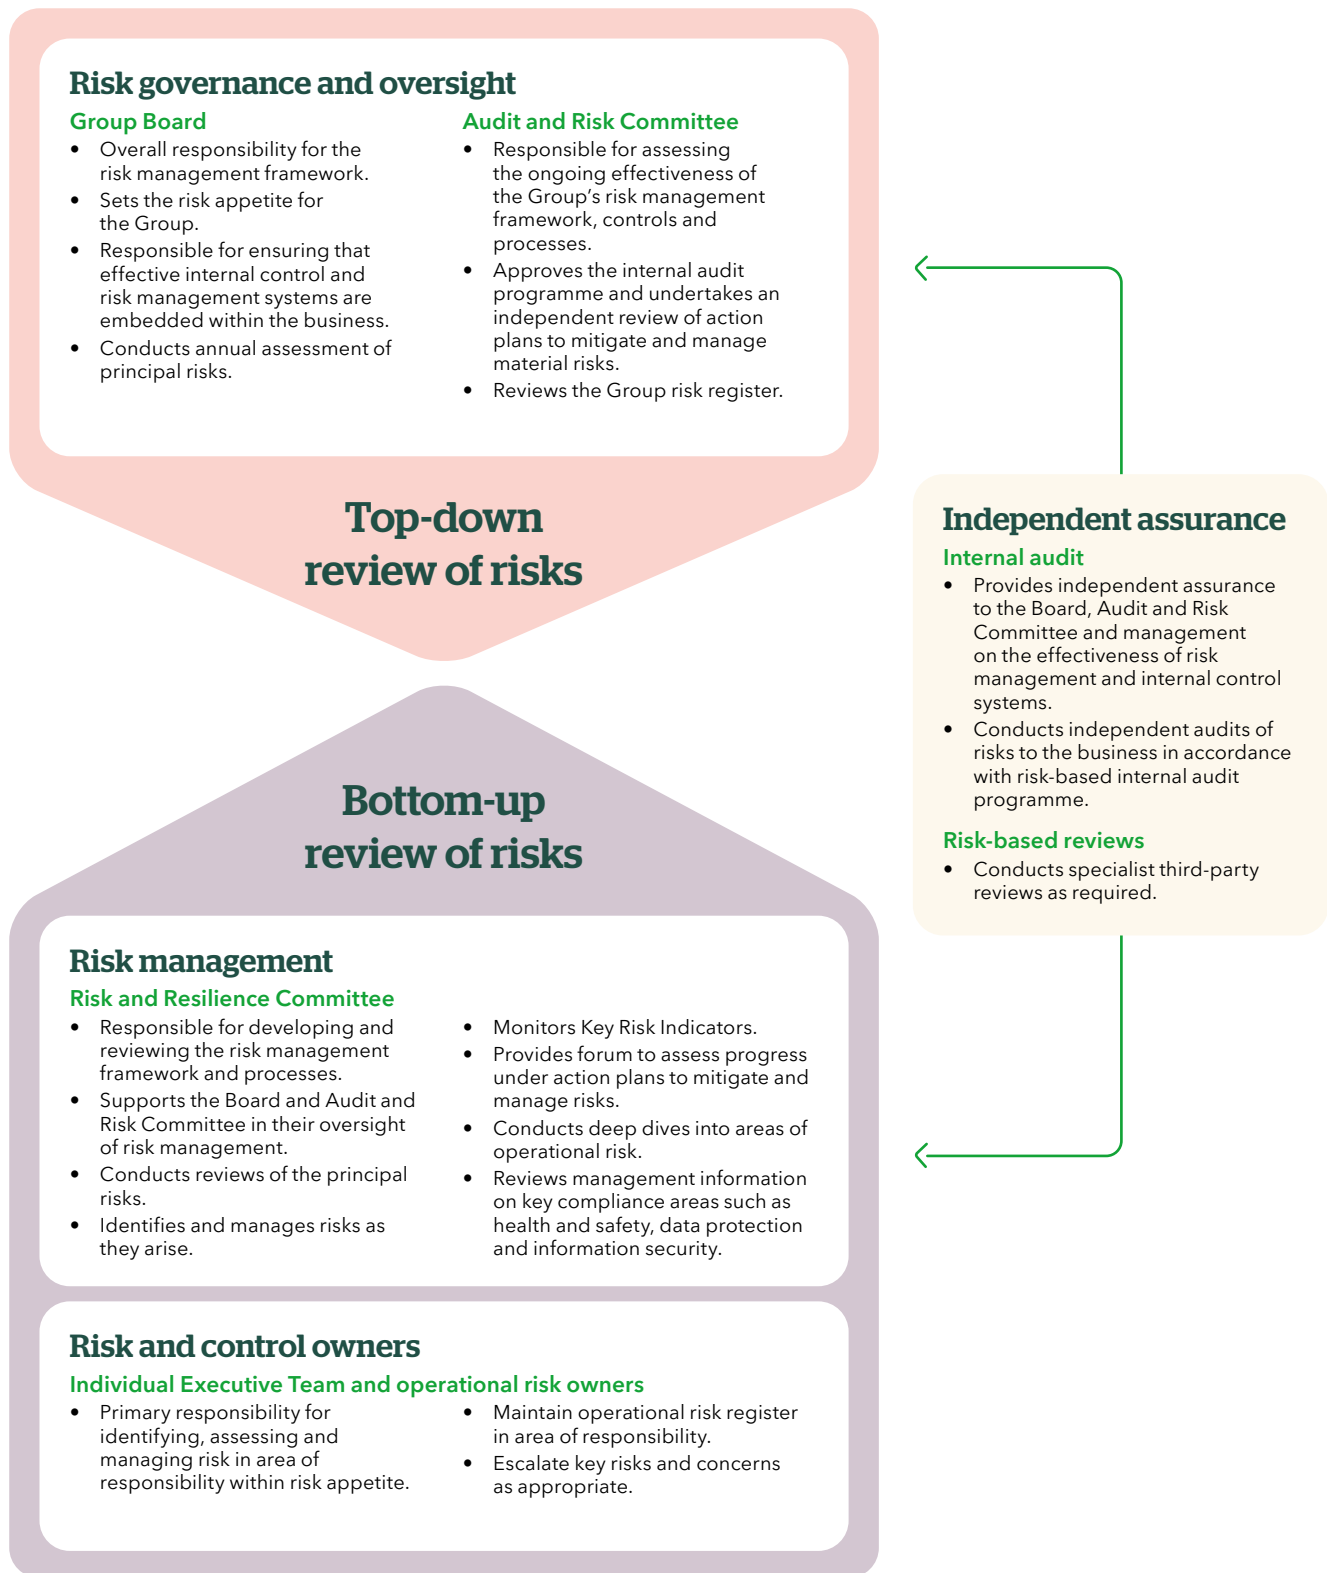 Risk governance and oversight
Group Board
• Overall responsibility for the
risk management framework.
• Sets the risk appetite for
the Group.
• Responsible for ensuring that
effective internal control and
risk management systems are
embedded within the business.
• Conducts annual assessment of
principal risks.
Audit and Risk Committee
• Responsible for assessing
the ongoing effectiveness of
the Group’s risk management
framework, controls and
processes.
• Approves the internal audit
programme and undertakes an
independent review of action
plans to mitigate and manage
material risks.
• Reviews the Group risk register.
Top-down
review of risks
Bottom-up
review of risks
Risk management
Risk and Resilience Committee
• Responsible for developing and
reviewing the risk management
framework and processes.
• Supports the Board and Audit and
Risk Committee in their oversight
of risk management.
• Conducts reviews of the principal
risks.
• Identifies and manages risks as
they arise.
• Monitors Key Risk Indicators.
• Provides forum to assess progress
under action plans to mitigate and
manage risks.
• Conducts deep dives into areas of
operational risk.
• Reviews management information
on key compliance areas such as
health and safety, data protection
and information security.
Risk and control owners
Individual Executive Team and operational risk owners
• Primary responsibility for
identifying, assessing and
managing risk in area of
responsibility within risk appetite.
• Maintain operational risk register
in area of responsibility.
• Escalate key risks and concerns
as appropriate.
Independent assurance
Internal audit
• Provides independent assurance
to the Board, Audit and Risk
Committee and management
on the effectiveness of risk
management and internal control
systems.
• Conducts independent audits of
risks to the business in accordance
with risk-based internal audit
programme.
Risk-based reviews
• Conducts specialist third-party
reviews as required.